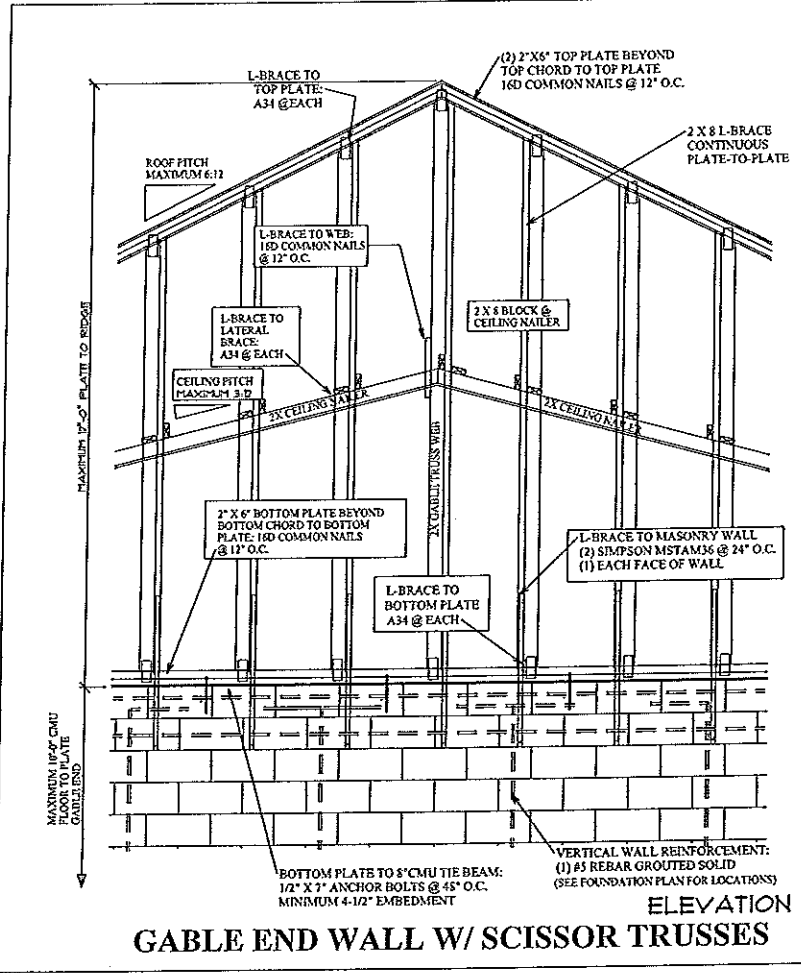 (2) 2"X6" TOP PLATE BEYOND
TOP CHORD TO TOP PLATE
16D COMMON NAILS @ 12" O.C.
L-BRACE TO
TOP PLATE:
A34 @EACH
2 X 8 L-BRACE
CONTINUOUS
PLATE-TO-PLATE
ROOF PITCH
MAXIMUM 6:12
L-BRACE TO WEB:
16D COMMON NAILS
@ 12" O.C.
L-BRACE TO
LATERAL
BRACE:
A34 @ EACH
2 X 8 BLOCK @
CEILING NAILER
CEILING PITCH
MAXIMUM 3:12
2X CEILING NAILER
2X CEILING NAILER
MAXIMUM PLATE TO RIDGE
2X GABLE TRUSS WEB
2" X 6" BOTTOM PLATE BEYOND
BOTTOM CHORD TO BOTTOM
PLATE: 16D COMMON NAILS
@ 12" O.C.
L-BRACE TO MASONRY WALL
(2) SIMPSON MSTAM36 @ 24" O.C.
(1) EACH FACE OF WALL
L-BRACE TO
BOTTOM PLATE
A34 @ EACH
MAXIMUM 10'-0" CMU
FLOOR TO PLATE
GABLE END
BOTTOM PLATE TO 8"CMU TIE BEAM:
1/2" X 7" ANCHOR BOLTS @ 48" O.C.
MINIMUM 4-1/2" EMBEDMENT
VERTICAL WALL REINFORCEMENT:
(1) #5 REBAR GROUTED SOLID
(SEE FOUNDATION PLAN FOR LOCATIONS)
ELEVATION
GABLE END WALL W/ SCISSOR TRUSSES